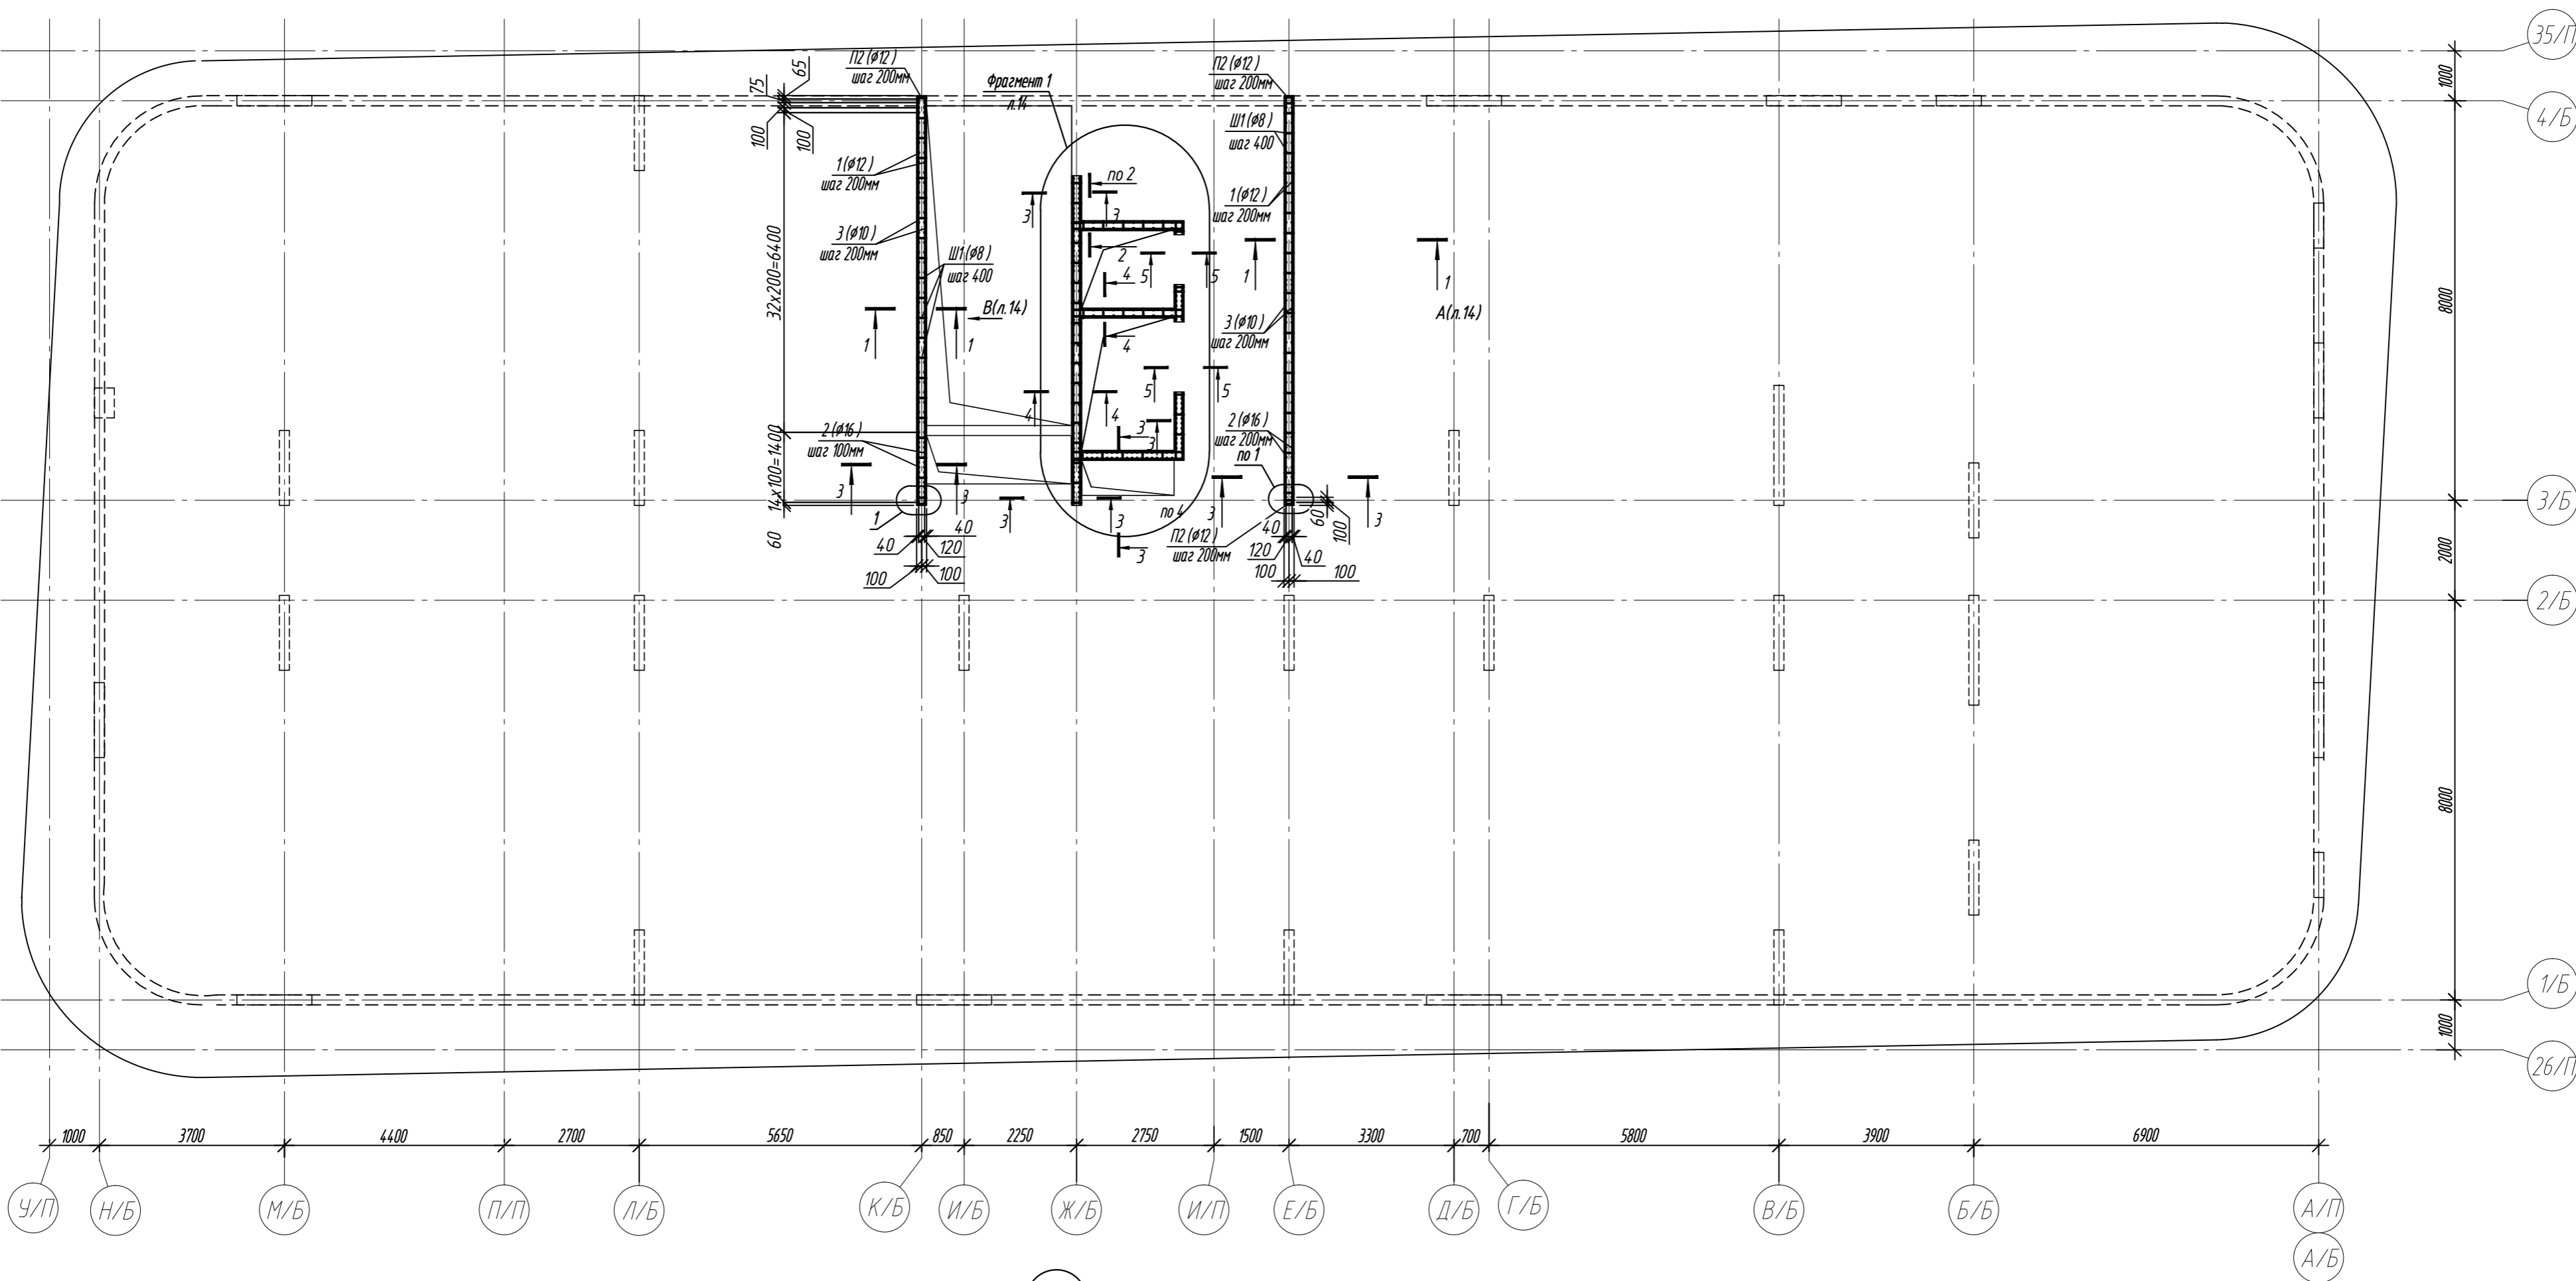 35/П
1000
4/Б
8000
3/Б
2000
2/Б
8000
1/Б
1000
26/П
П2 (ø12)
шаг 200мм
75
65
100
100
1 (ø12)
шаг 200мм
3 (ø10)
шаг 200мм
32х200=6400
Ш1 (ø8)
шаг 400
В(л.14)
1
1
2 (ø16)
шаг 100мм
14х100=1400
60
3
3
1
40
40
120
100
100
Фрагмент 1
л.14
по 2
3
3
2
4
5
5
4
5
5
4
4
3
3
3
3
по 4
3
П2 (ø12)
шаг 200мм
Ш1 (ø8)
шаг 400
1 (ø12)
шаг 200мм
1
1
А(л.14)
3 (ø10)
шаг 200мм
2 (ø16)
шаг 200мм
по 1
3
3
П2 (ø12)
шаг 200мм
60
100
40
120
40
100
100
1000
3700
4400
2700
5650
850
2250
2750
1500
3300
700
5800
3900
6900
У/П
Н/Б
М/Б
П/П
Л/Б
К/Б
И/Б
Ж/Б
И/П
Е/Б
Д/Б
Г/Б
В/Б
Б/Б
А/П
А/Б